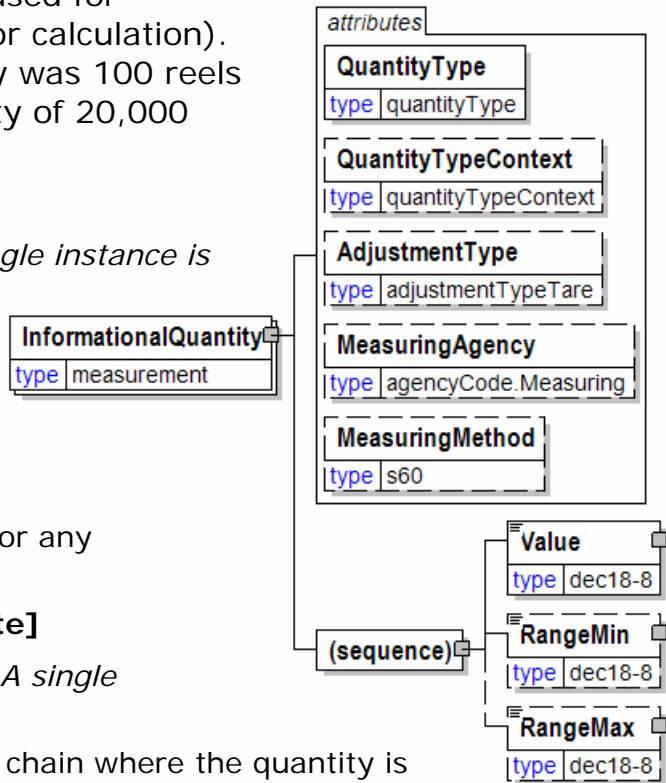 used for
or calculation).
y was 100 reels
ty of 20,000
gle instance is
or any
te]
A single
chain where the quantity is
InformationalQuantity
type measurement
attributes
QuantityType
type quantityType
QuantityTypeContext
type quantityTypeContext
AdjustmentType
type adjustmentTypeTare
MeasuringAgency
type agencyCode.Measuring
MeasuringMethod
type s60
(sequence)
Value
type dec18-8
RangeMin
type dec18-8
RangeMax
type dec18-8